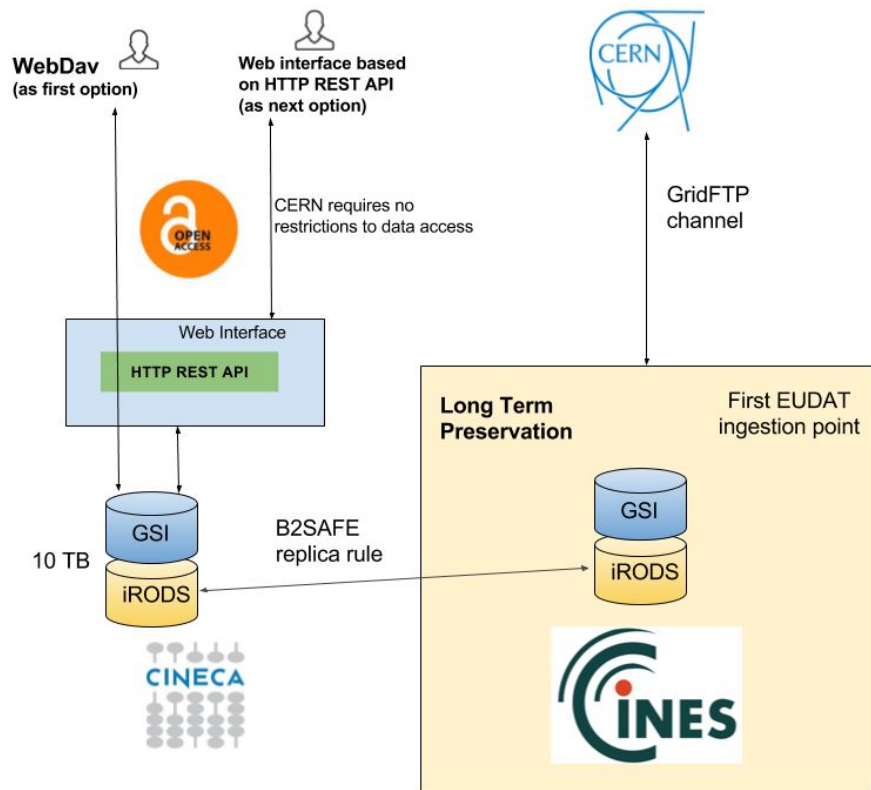 WebDav
(as first option)
Web interface based
on HTTP REST API
(as next option)
CERN
OPEN
ACCESS
CERN requires no
restrictions to data access
GridFTP
channel
Web Interface
HTTP REST API
Long Term
Preservation
First EUDAT
ingestion point
GSI
10 TB
iRODS
B2SAFE
replica rule
GSI
iRODS
CINECA
CINES